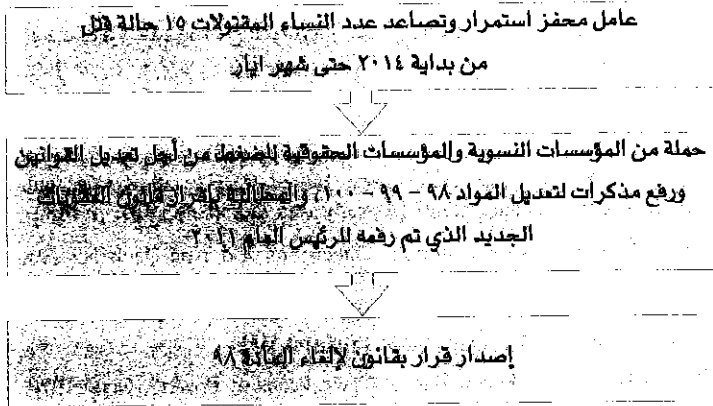 عامل محفز استمرار وتصاعد عدد النساء المقتولات ١٥ حالة قتل
من بداية ٢٠١٤ حتى شهر ايار
حملة من المؤسسات النسوية والمؤسسات الحقوقية للضغط من أجل تعديل القوانين
ورفع مذكرات لتعديل المواد ٩٨ - ٩٩ - ١٠٠، والمطالبة بإقرار قانون العقوبات
الجديد الذي تم رفعه للرئيس العام ٢٠١١
إصدار قرار بقانون لإلغاء المادة ٩٨